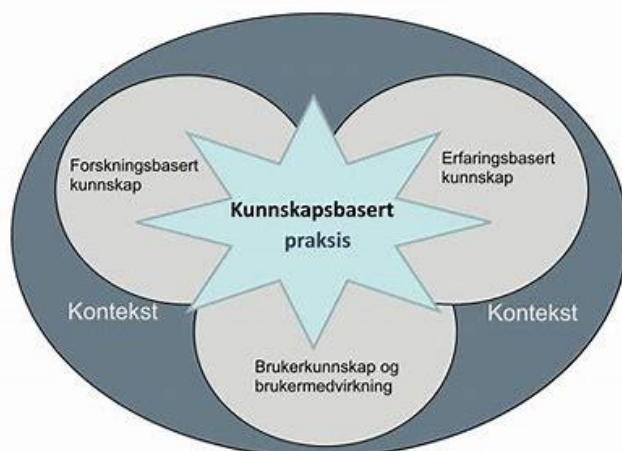 Forskningsbasert
kunnskap
Erfaringsbasert
kunnskap
Kunnskapsbasert
praksis
Kontekst
Kontekst
Brukerkunnskap og
brukermedvirkning